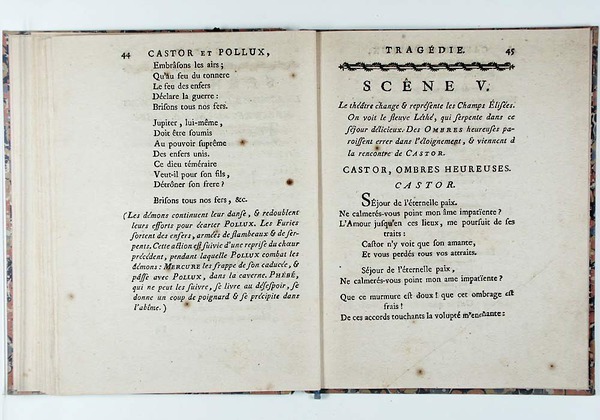 44 CASTOR ET POLLUX,
Embrâsons les airs ;
Qu'au feu du tonnere
Le feu des enfers
Déclare la guerre :
Brisons tous nos fers.
Jupiter, lui-même,
Doit être soumis
Au pouvoir suprême
Des enfers unis.
Ce dieu téméraire
Veut-il pour son fils,
Détrôner son frere ?
Brisons tous nos fers, &c.
(Les démons continuent leur danse, & redoublent
leurs efforts pour écarter POLLUX. Les Furies
sortent des enfers, armées de flambeaux & de ser-
pents. Cette action est suivie d'une reprise du chœur
précédent, pendant laquelle POLLUX combat les
démons : MERCURE les frappe de son caducée, &
passe avec POLLUX, dans la caverne. PHÉBÉ,
qui ne peut les suivre, se livre au désespoir, se
donne un coup de poignard & se précipite dans
l'abîme. )
TRAGÉDIE. 45
SCÈNE V.
Le théâtre change & représente les Champs Élisées.
On voit le fleuve Léthé, qui serpente dans ce
séjour délicieux. Des OMBRES heureuses pa-
roissent errer dans l'éloignement, & viennent à
la rencontre de CASTOR.
CASTOR, OMBRES HEUREUSES.
CASTOR.
Séjour de l'éternelle paix.
Ne calmerés-vous point mon âme impatiente ?
L'Amour jusqu'en ces lieux, me poursuit de ses
traits :
Castor n'y voit que son amante,
Et vous perdés tous vos attraits.
Séjour de l'éternelle paix,
Ne calmerés-vous point mon ame impatiente ?
Que ce murmure est doux ! que cet ombrage est
frais !
De ces accords touchants la volupté m'enchante :